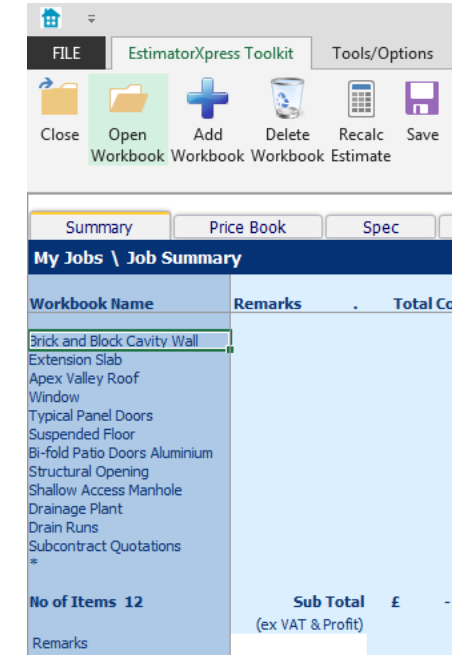 FILE EstimatorXpress Toolkit Tools/Options
Close Open Workbook Add Workbook Delete Workbook Recalc Estimate Save
Summary Price Book Spec
My Jobs \ Job Summary
Workbook Name Remarks . Total Co
Brick and Block Cavity Wall
Extension Slab
Apex Valley Roof
Window
Typical Panel Doors
Suspended Floor
Bi-fold Patio Doors Aluminium
Structural Opening
Shallow Access Manhole
Drainage Plant
Drain Runs
Subcontract Quotations
*
No of Items 12 Sub Total £ -
(ex VAT & Profit)
Remarks